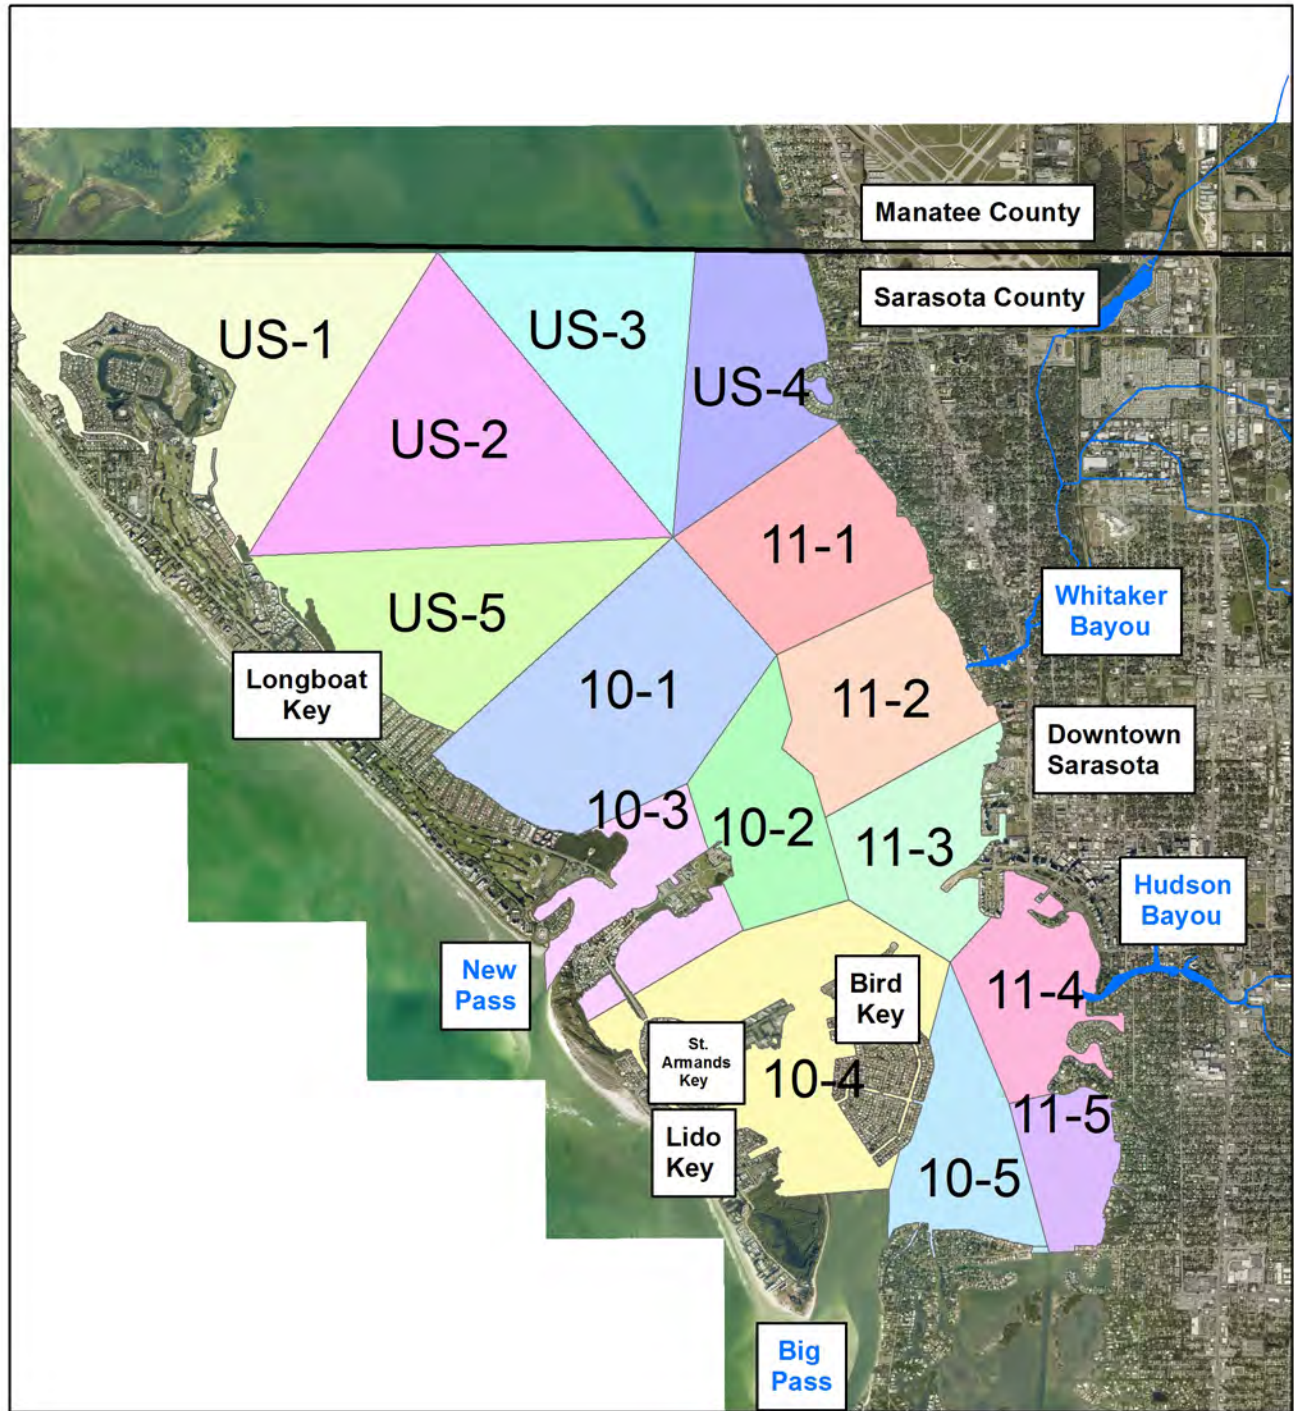 Manatee County
Sarasota County
US-1
US-3
US-4
US-2
11-1
US-5
Whitaker
Bayou
Longboat
Key
10-1
11-2
Downtown
Sarasota
10-3
10-2
11-3
Hudson
Bayou
New
Pass
Bird
Key
11-4
St.
Armands
Key
10-4
11-5
Lido
Key
10-5
Big
Pass